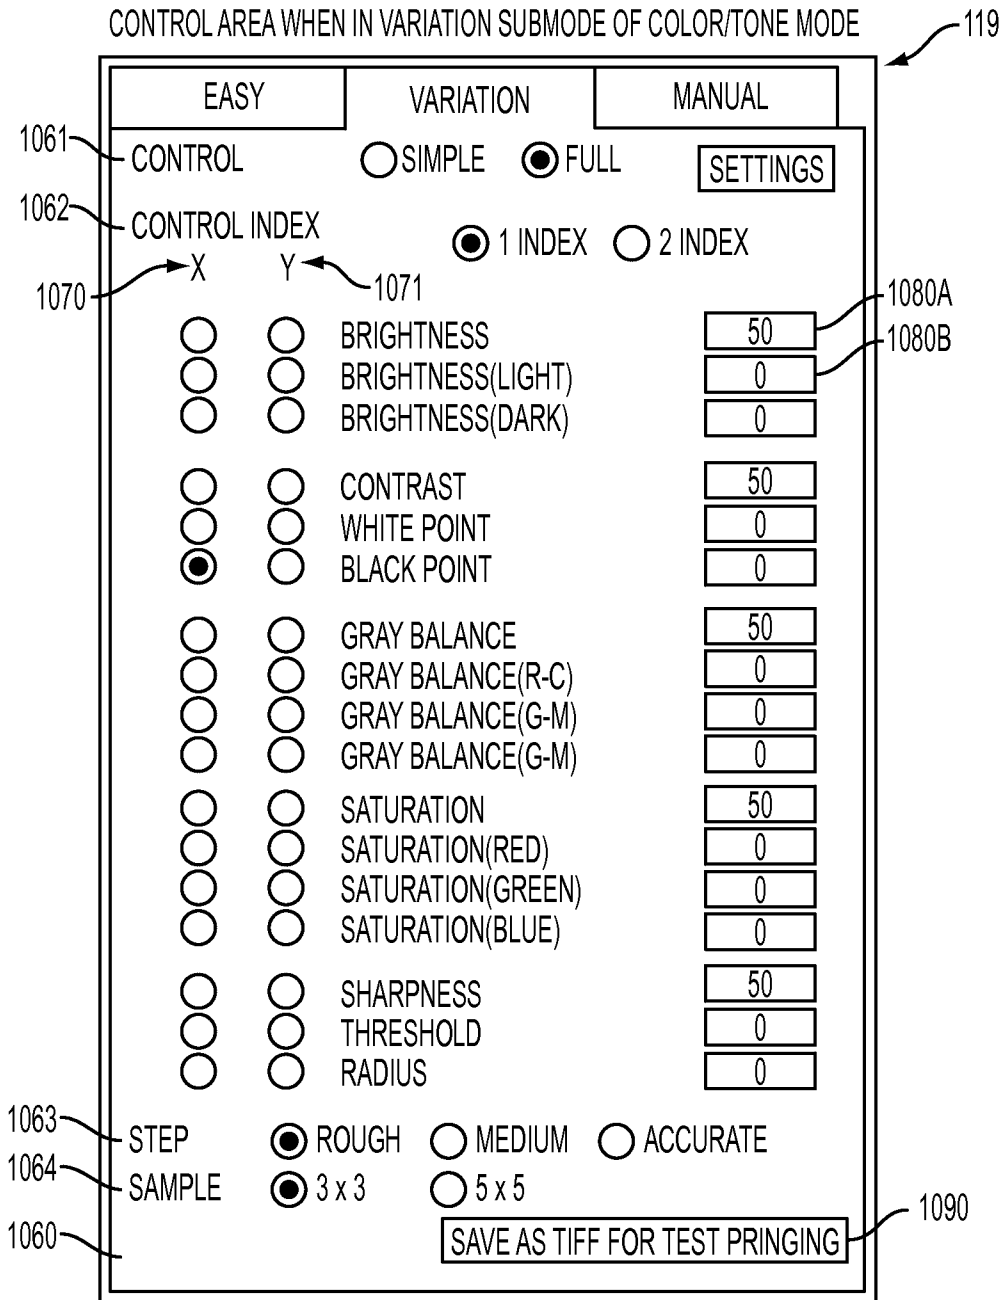 CONTROL AREA WHEN IN VARIATION SUBMODE OF COLOR/TONE MODE
119
EASY VARIATION MANUAL
1061 CONTROL SIMPLE FULL SETTINGS
1062 CONTROL INDEX 1 INDEX 2 INDEX
X Y
1070 1071
BRIGHTNESS 50 1080A
BRIGHTNESS(LIGHT) 0 1080B
BRIGHTNESS(DARK) 0
CONTRAST 50
WHITE POINT 0
BLACK POINT 0
GRAY BALANCE 50
GRAY BALANCE(R-C) 0
GRAY BALANCE(G-M) 0
GRAY BALANCE(G-M) 0
SATURATION 50
SATURATION(RED) 0
SATURATION(GREEN) 0
SATURATION(BLUE) 0
SHARPNESS 50
THRESHOLD 0
RADIUS 0
1063 STEP ROUGH MEDIUM ACCURATE
1064 SAMPLE 3 x 3 5 x 5
1060 SAVE AS TIFF FOR TEST PRINGING 1090